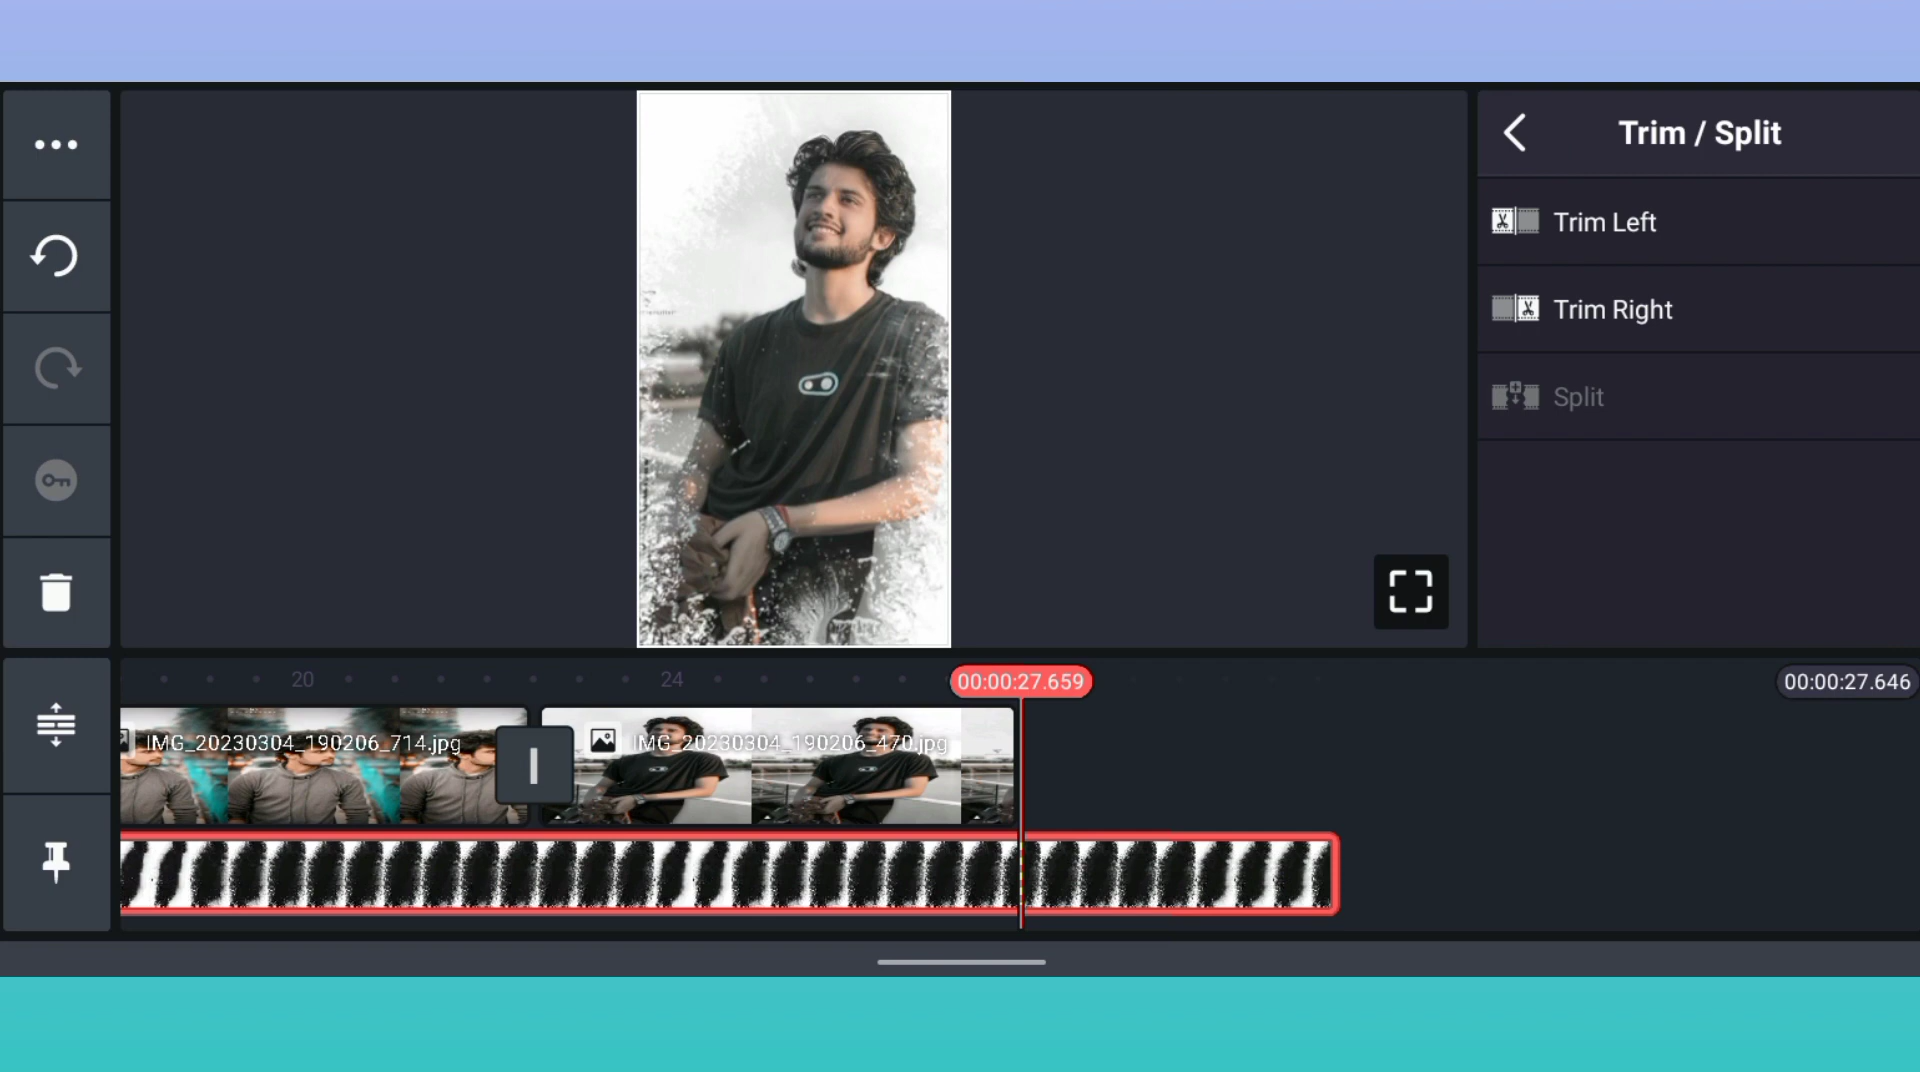 Trim / Split
Trim Left
Trim Right
Split
20
24
00:00:27.659
00:00:27.646
IMG_20230304_190206_714.jpg
IMG_20230304_190206_470.jpg